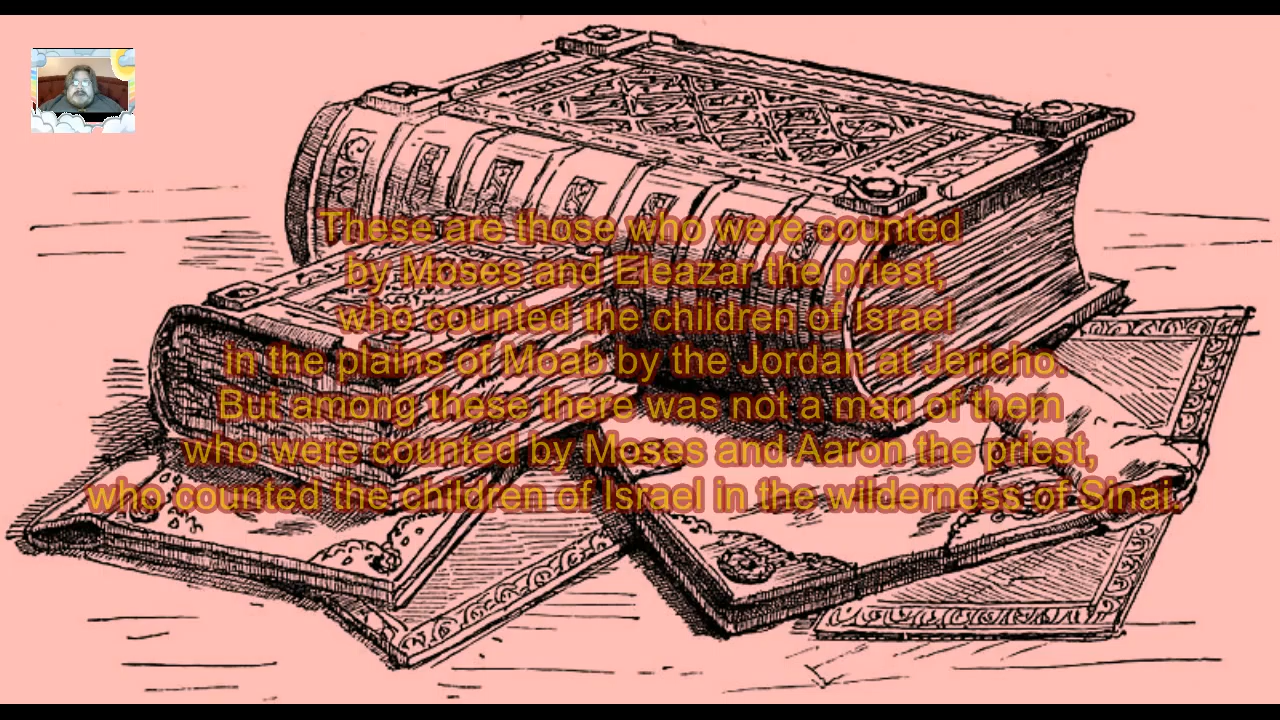 These are those who were counted
by Moses and Eleazar the priest,
who counted the children of Israel
in the plains of Moab by the Jordan at Jericho.
But among these there was not a man of them
who were counted by Moses and Aaron the priest,
who counted the children of Israel in the wilderness of Sinai.